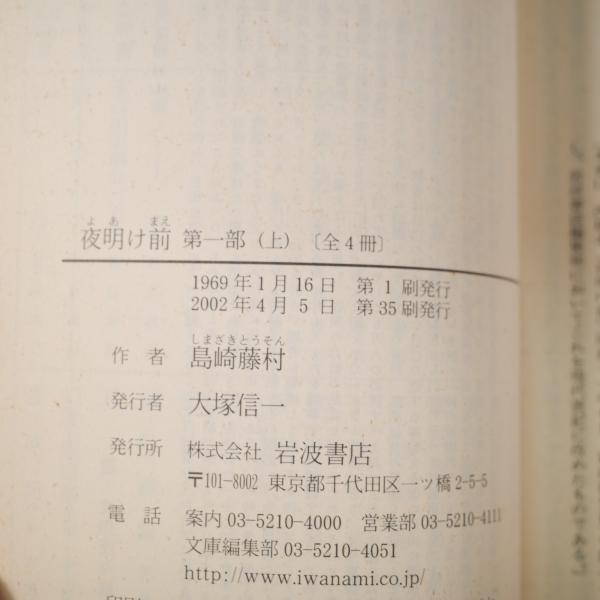 夜明け前 第一部(上)〔全4冊〕
よあ まえ
1969年1月16日 第1刷発行
2002年4月5日 第35刷発行
しまざきとうそん
作者 島崎藤村
発行者 大塚信一
発行所 株式会社 岩波書店
〒101-8002 東京都千代田区一ツ橋2-5-5
電話 案内 03-5210-4000 営業部 03-5210-4111
文庫編集部 03-5210-4051
http://www.iwanami.co.jp/